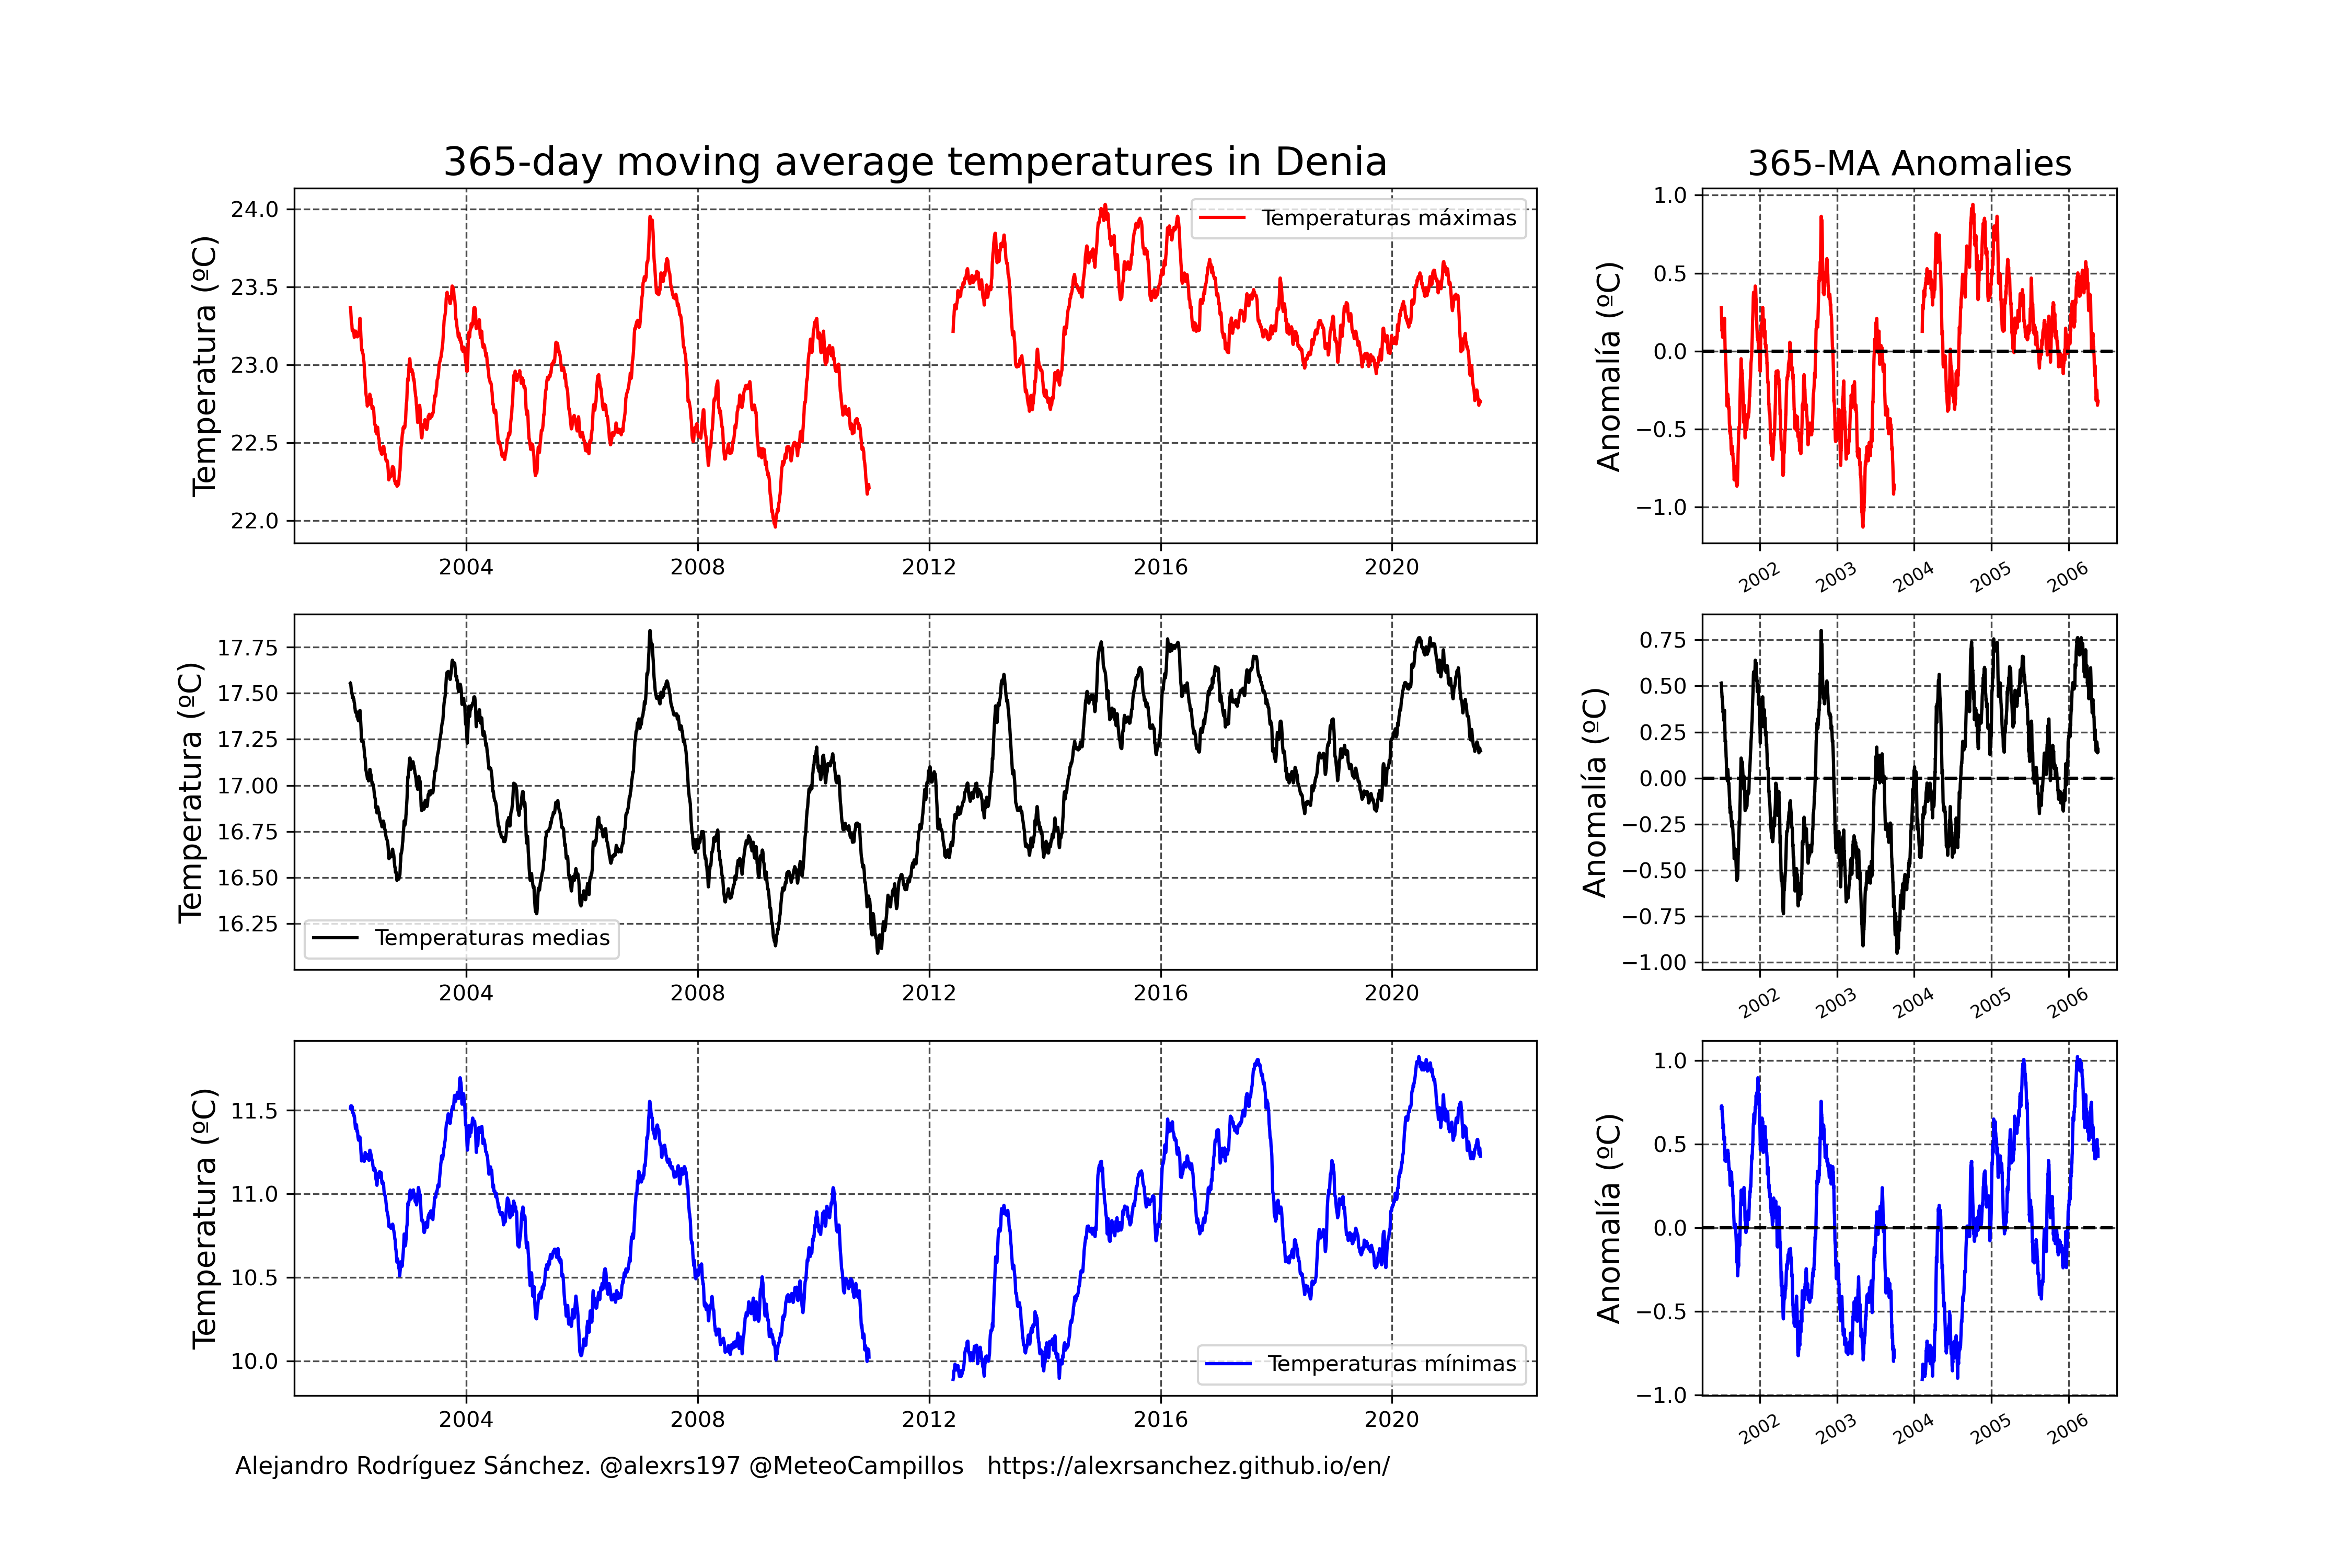 365-day moving average temperatures in Denia
365-MA Anomalies
Temperatura (ºC)
24.0
23.5
23.0
22.5
22.0
Temperaturas máximas
2004 2008 2012 2016 2020
Anomalía (ºC)
1.0
0.5
0.0
−0.5
−1.0
2002 2003 2004 2005 2006
Temperatura (ºC)
17.75
17.50
17.25
17.00
16.75
16.50
16.25
Temperaturas medias
2004 2008 2012 2016 2020
Anomalía (ºC)
0.75
0.50
0.25
0.00
−0.25
−0.50
−0.75
−1.00
2002 2003 2004 2005 2006
Temperatura (ºC)
11.5
11.0
10.5
10.0
Temperaturas mínimas
2004 2008 2012 2016 2020
Anomalía (ºC)
1.0
0.5
0.0
−0.5
−1.0
2002 2003 2004 2005 2006
Alejandro Rodríguez Sánchez. @alexrs197 @MeteoCampillos   https://alexrsanchez.github.io/en/